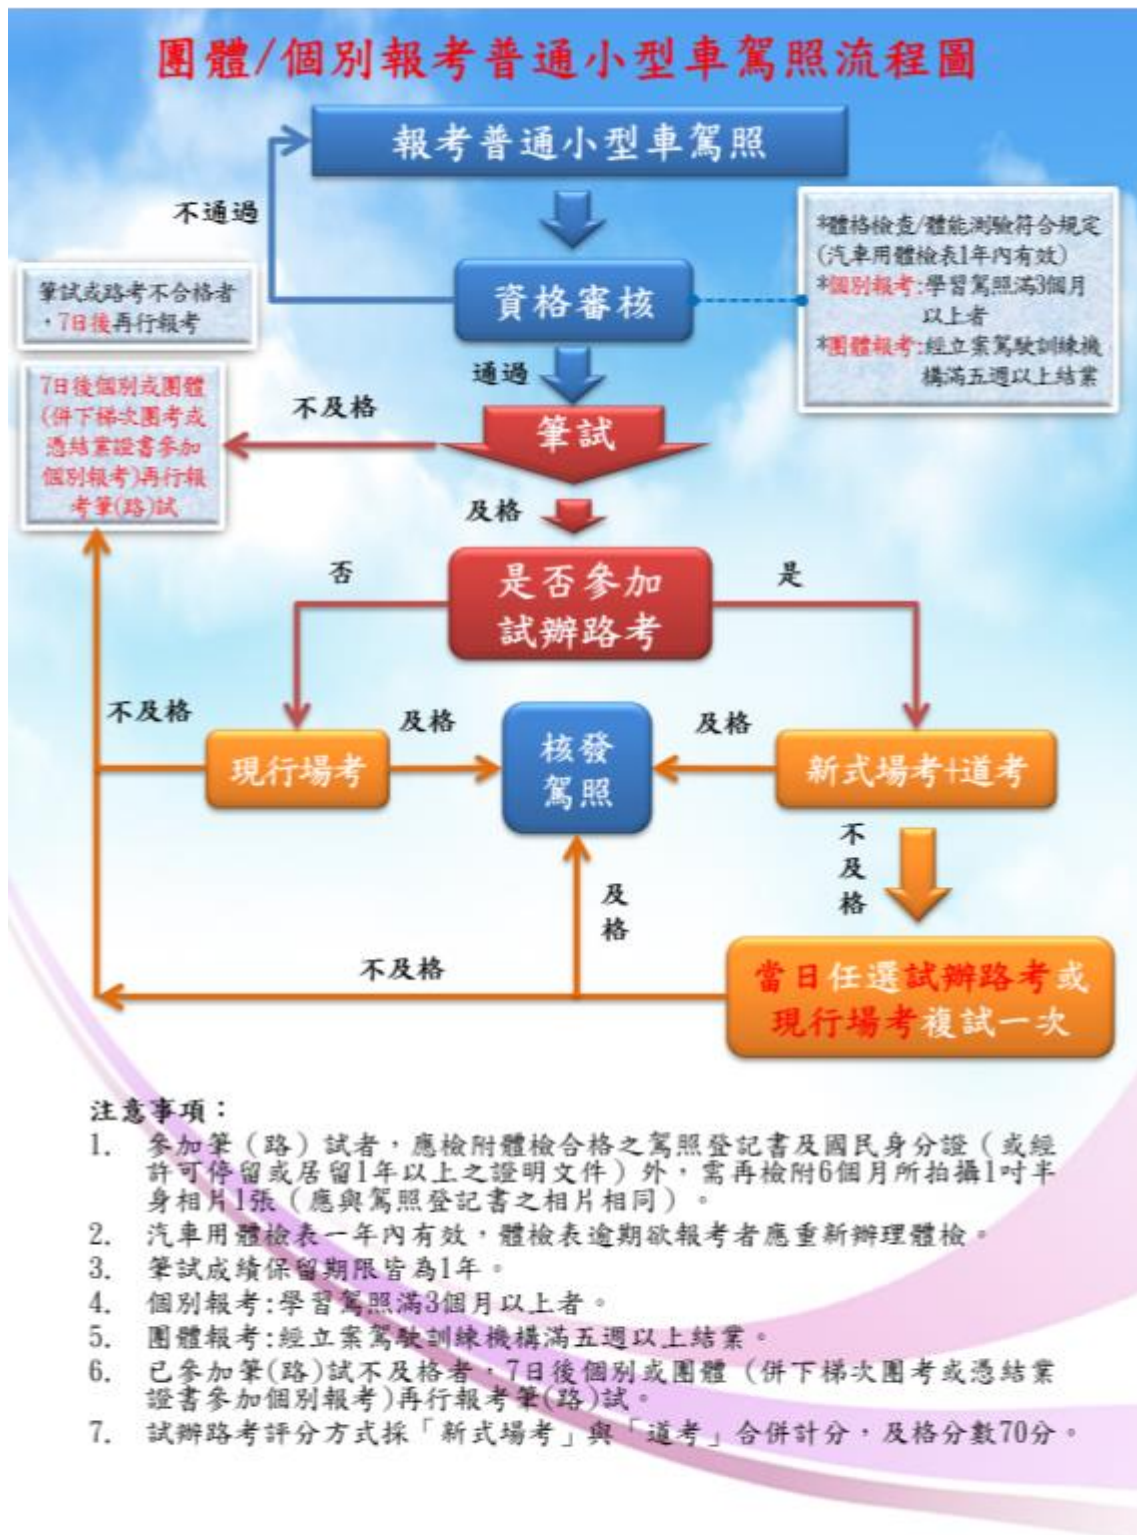 團體/個別報考普通小型車駕照流程圖
報考普通小型車駕照
不通過
*體格檢查/體能測驗符合規定
(汽車用體檢表1年內有效)
*個別報考:學習駕照滿3個月
以上者
*團體報考:經立案駕駛訓練機
構滿五週以上結業
資格審核
筆試或路考不合格者
，7日後再行報考
通過
7日後個別或團體
(併下梯次團考或
憑結業證書參加
個別報考)再行報
考筆(路)試
不及格
筆試
及格
是否參加
試辦路考
否
是
不及格
現行場考
及格
核發
駕照
及格
新式場考+道考
不
及
格
及
格
不及格
當日任選試辦路考或
現行場考複試一次
注意事項：
1. 參加筆（路）試者，應檢附體檢合格之駕照登記書及國民身分證（或經
許可停留或居留1年以上之證明文件）外，需再檢附6個月所拍攝1吋半
身相片1張（應與駕照登記書之相片相同）。
2. 汽車用體檢表一年內有效，體檢表逾期欲報考者應重新辦理體檢。
3. 筆試成績保留期限皆為1年。
4. 個別報考:學習駕照滿3個月以上者。
5. 團體報考:經立案駕駛訓練機構滿五週以上結業。
6. 已參加筆(路)試不及格者，7日後個別或團體（併下梯次團考或憑結業
證書參加個別報考)再行報考筆(路)試。
7. 試辦路考評分方式採「新式場考」與「道考」合併計分，及格分數70分。